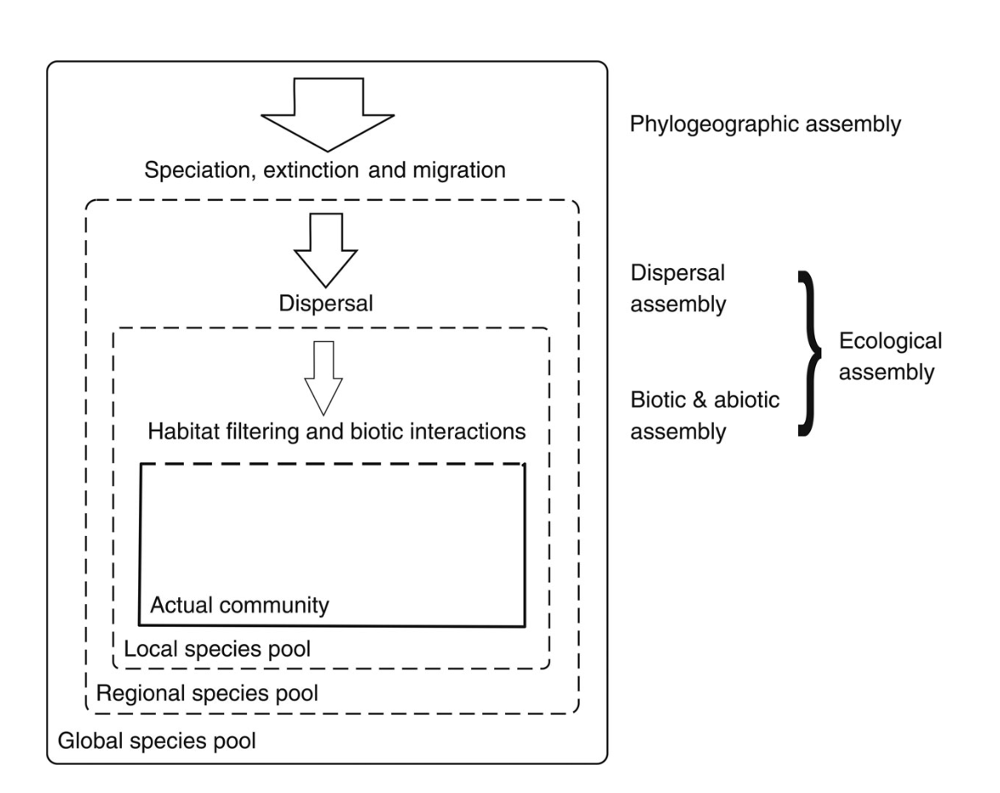 Phylogeographic assembly
Speciation, extinction and migration
Dispersal
assembly
Dispersal
Ecological
assembly
Biotic & abiotic
assembly
Habitat filtering and biotic interactions
Actual community
Local species pool
Regional species pool
Global species pool